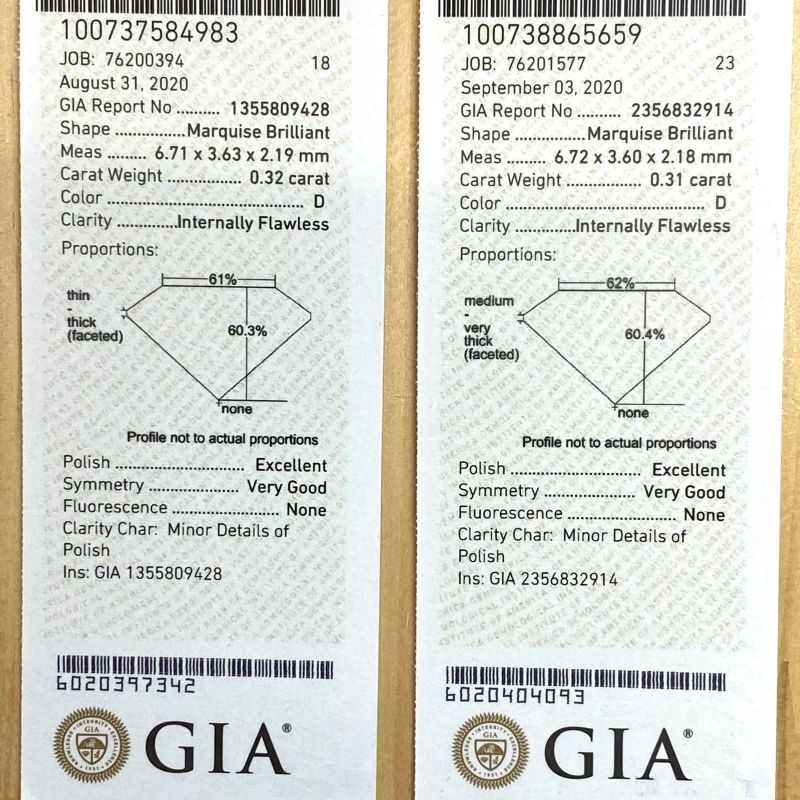 100737584983
JOB: 76200394 18
August 31, 2020
GIA Report No ......... 1355809428
Shape ...............Marquise Brilliant
Meas ........ 6.71 x 3.63 x 2.19 mm
Carat Weight ............... 0.32 carat
Color ............................................. D
Clarity .............Internally Flawless
Proportions:
61%
thin
-
thick
(faceted)
60.3%
none
Profile not to actual proportions
Polish .......................... Excellent
Symmetry .................. Very Good
Fluorescence .................... None
Clarity Char: Minor Details of
Polish
Ins: GIA 1355809428
6020397342
GIA®
100738865659
JOB: 76201577 23
September 03, 2020
GIA Report No ......... 2356832914
Shape ...............Marquise Brilliant
Meas ........ 6.72 x 3.60 x 2.18 mm
Carat Weight ............... 0.31 carat
Color ............................................. D
Clarity .............Internally Flawless
Proportions:
62%
medium
-
very
thick
(faceted)
60.4%
none
Profile not to actual proportions
Polish .......................... Excellent
Symmetry .................. Very Good
Fluorescence .................... None
Clarity Char: Minor Details of
Polish
Ins: GIA 2356832914
6020404093
GIA®